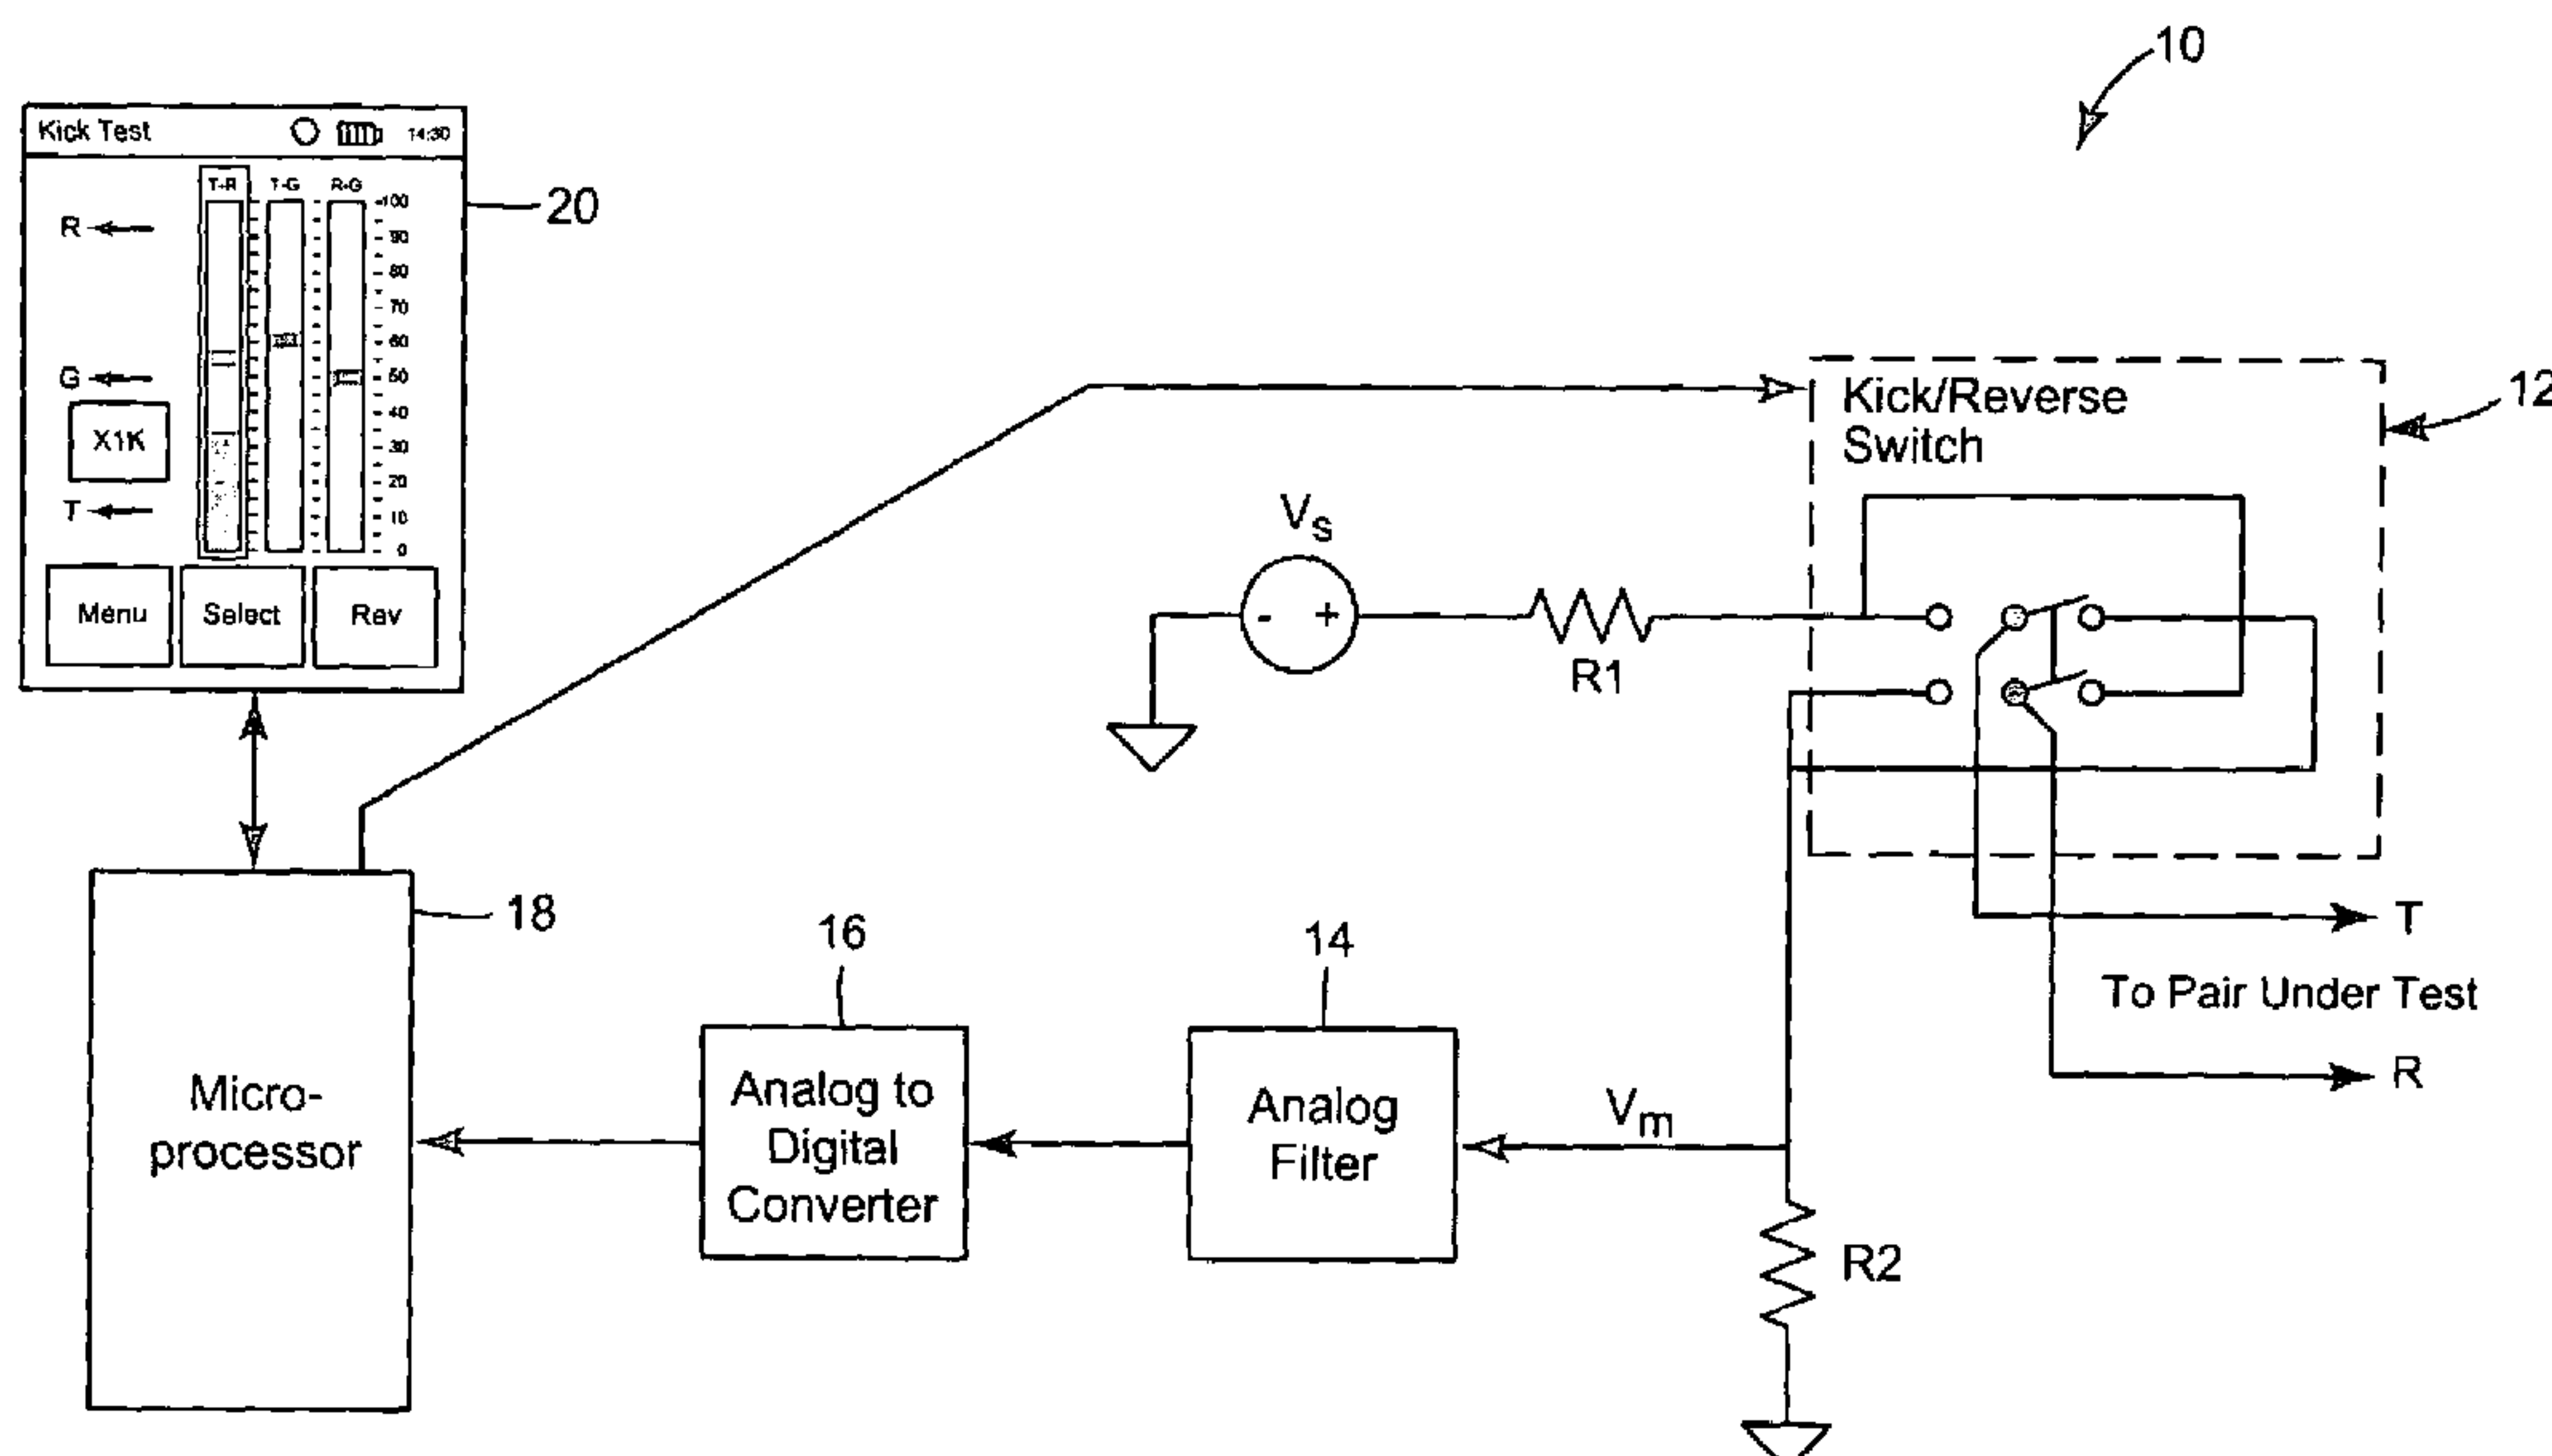 10
Kick Test 14:30
T-R T-G R-G
R
G
X1K
T
100
90
80
70
60
50
40
30
20
10
0
Menu Select Rev
20
Kick/Reverse
Switch
12
Vs
R1
T
To Pair Under Test
R
18
Micro-
processor
16
Analog to
Digital
Converter
14
Analog
Filter
Vm
R2